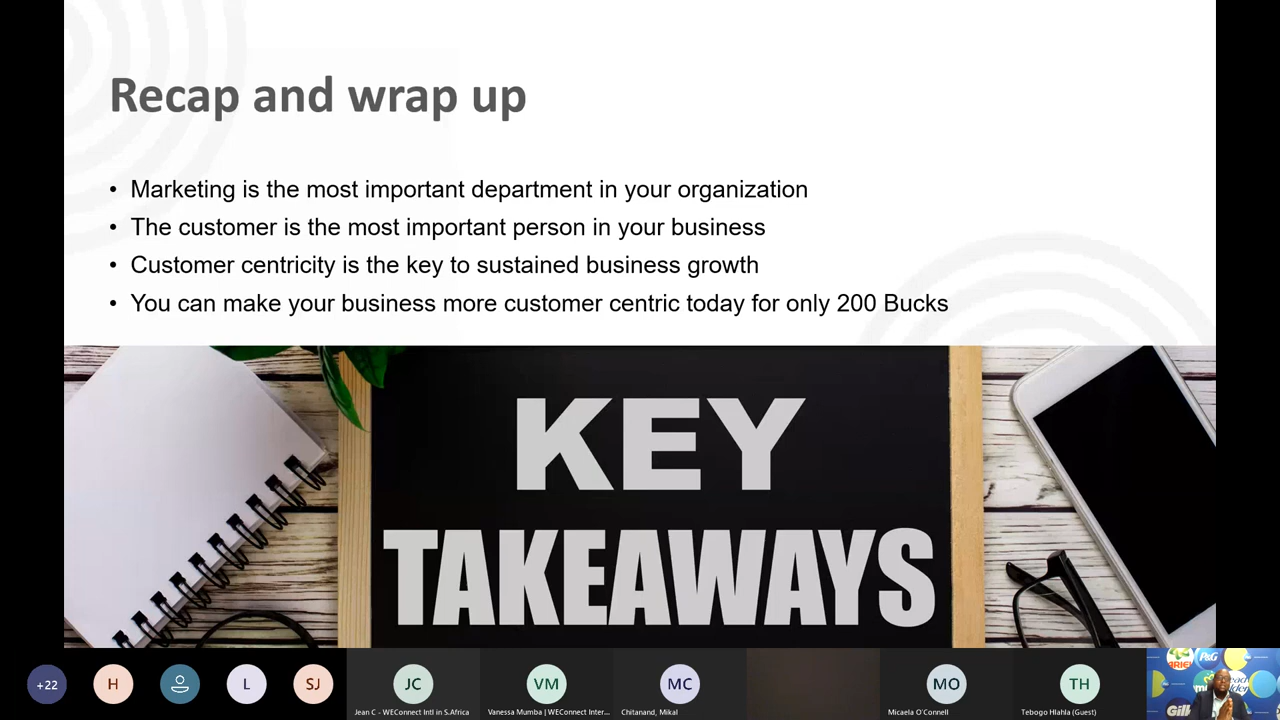 Recap and wrap up
• Marketing is the most important department in your organization
• The customer is the most important person in your business
• Customer centricity is the key to sustained business growth
• You can make your business more customer centric today for only 200 Bucks
KEY
TAKEAWAYS
+22
H
L
SJ
JC
VM
MC
MO
TH
Jean C - WEConnect Intl in S.Africa
Vanessa Mumba | WEConnect Inter...
Chitanand, Mikal
Micaela O'Connell
Tebogo Hlahla (Guest)
P&G